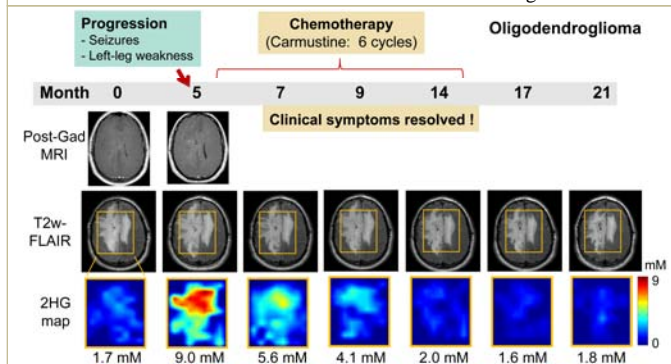 Progression
- Seizures
- Left-leg weakness
Chemotherapy
(Carmustine: 6 cycles)
Oligodendroglioma
Month 0 5 7 9 14 17 21
Clinical symptoms resolved !
Post-Gad
MRI
T2w-
FLAIR
2HG
map
mM
9
0
1.7 mM 9.0 mM 5.6 mM 4.1 mM 2.0 mM 1.6 mM 1.8 mM